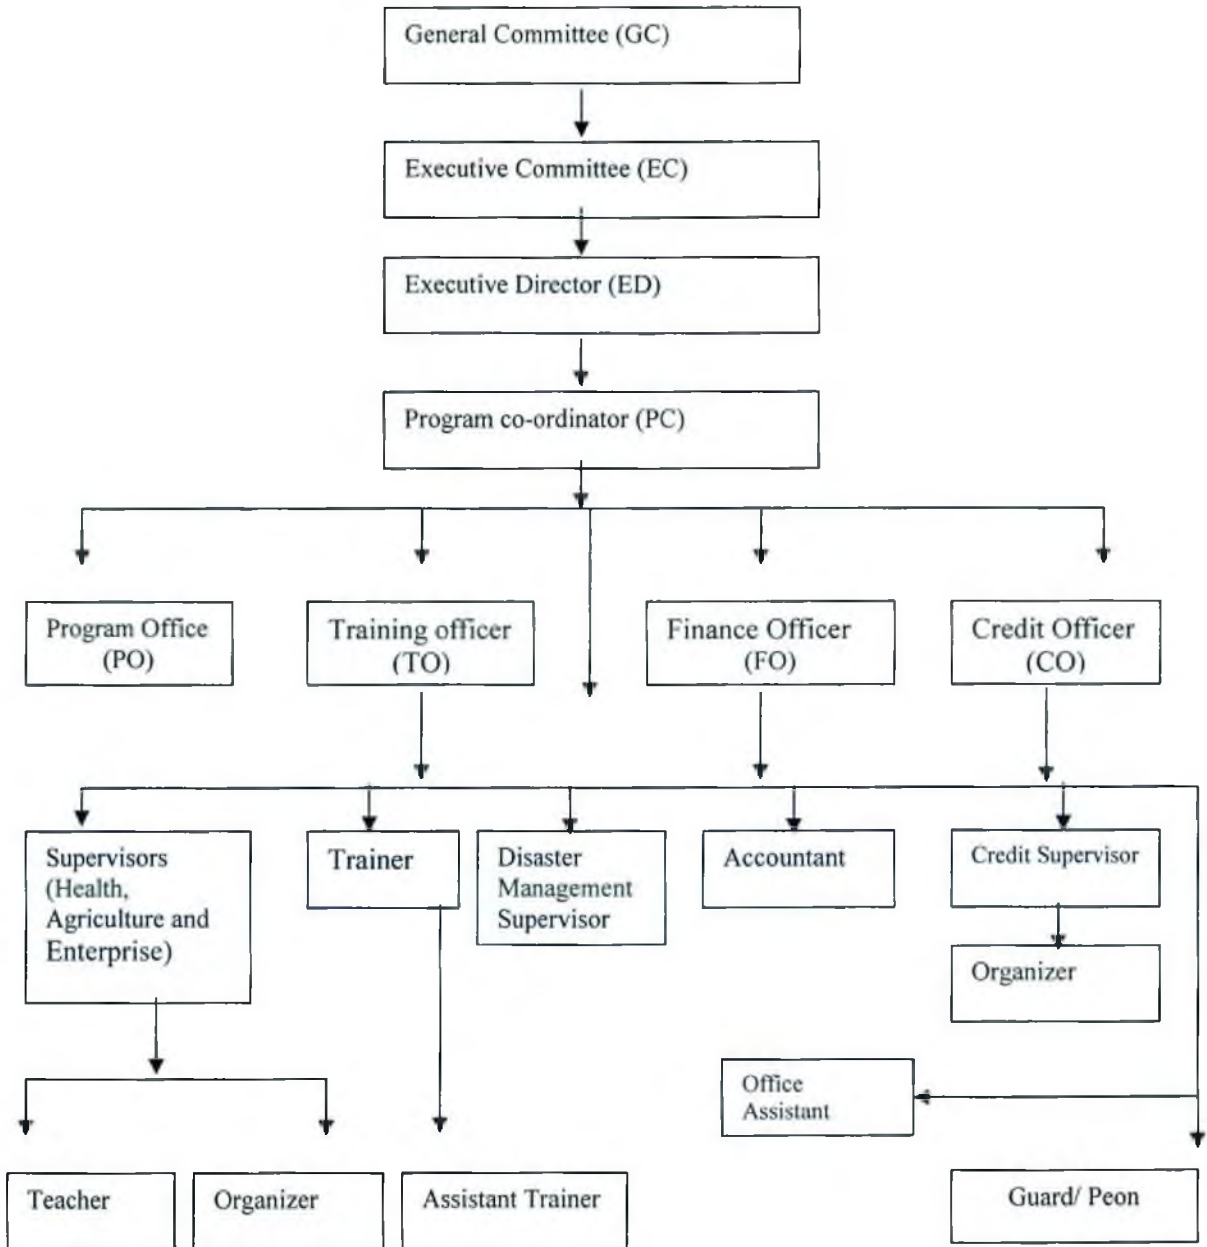 General Committee (GC)
Executive Committee (EC)
Executive Director (ED)
Program co-ordinator (PC)
Program Office
(PO)
Training officer
(TO)
Finance Officer
(FO)
Credit Officer
(CO)
Supervisors
(Health,
Agriculture and
Enterprise)
Trainer
Disaster
Management
Supervisor
Accountant
Credit Supervisor
Organizer
Office
Assistant
Teacher
Organizer
Assistant Trainer
Guard/ Peon